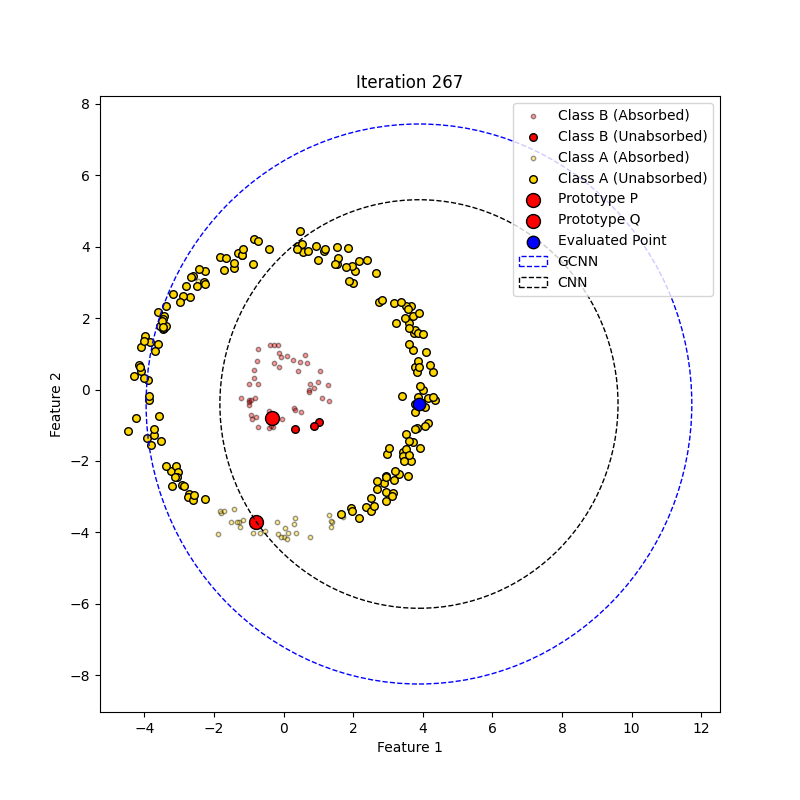 Iteration 267
Class B (Absorbed)
Class B (Unabsorbed)
Class A (Absorbed)
Class A (Unabsorbed)
Prototype P
Prototype Q
Evaluated Point
GCNN
CNN
8
6
4
2
0
−2
−4
−6
−8
Feature 2
−4
−2
0
2
4
6
8
10
12
Feature 1